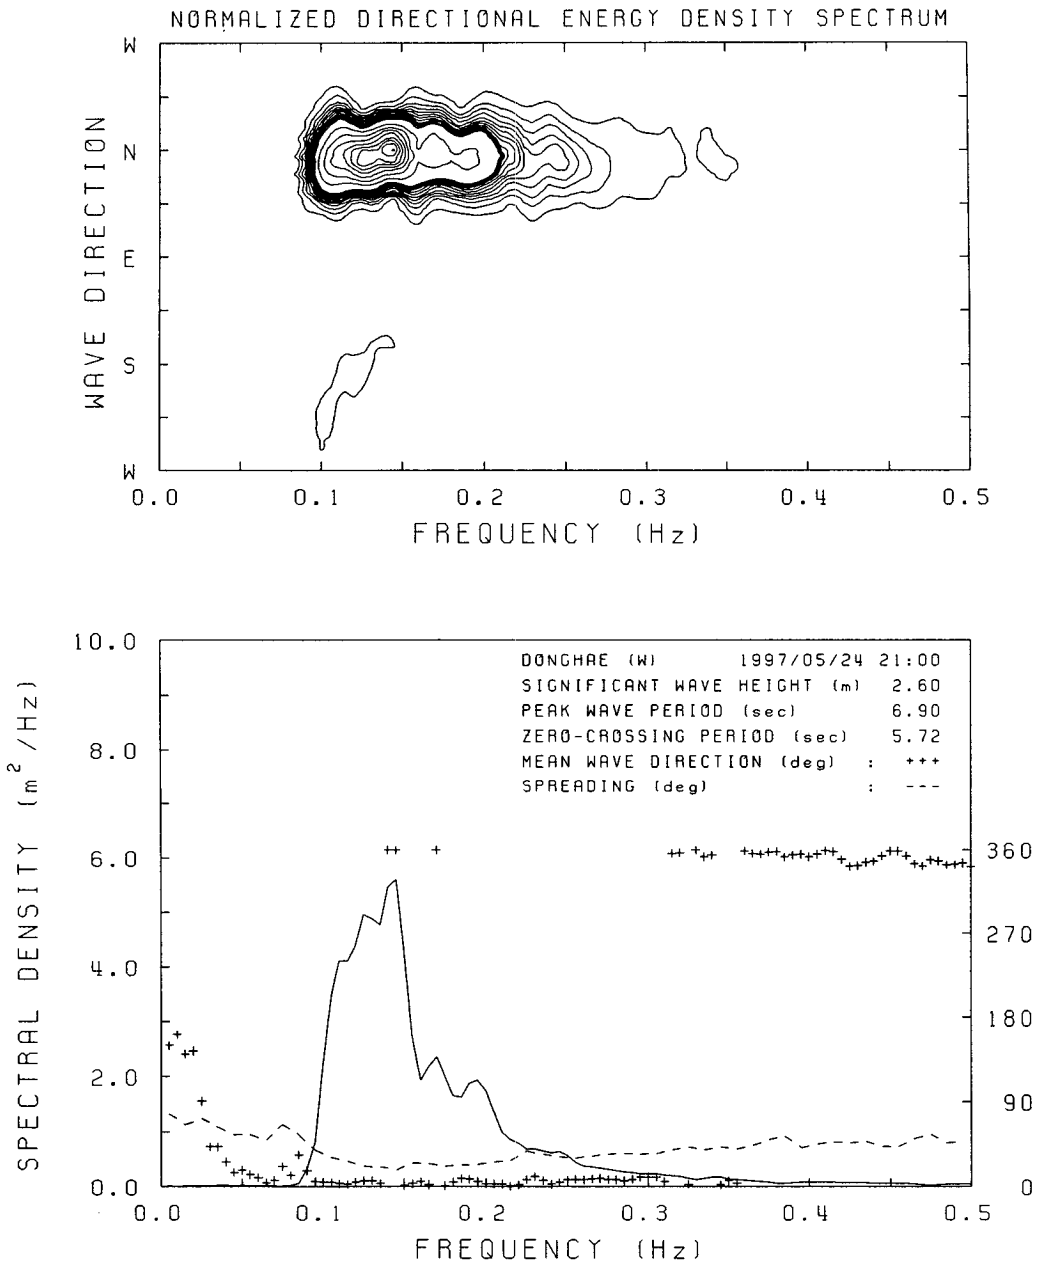 NORMALIZED DIRECTIONAL ENERGY DENSITY SPECTRUM
W
N
E
S
W
WAVE DIRECTION
0.0 0.1 0.2 0.3 0.4 0.5
FREQUENCY (Hz)
10.0
8.0
6.0
4.0
2.0
0.0
SPECTRAL DENSITY (m²/Hz)
DONGHAE (W) 1997/05/24 21:00
SIGNIFICANT WAVE HEIGHT (m) 2.60
PEAK WAVE PERIOD (sec) 6.90
ZERO-CROSSING PERIOD (sec) 5.72
MEAN WAVE DIRECTION (deg) : +++
SPREADING (deg) : ---
360
270
180
90
0
0.0 0.1 0.2 0.3 0.4 0.5
FREQUENCY (Hz)